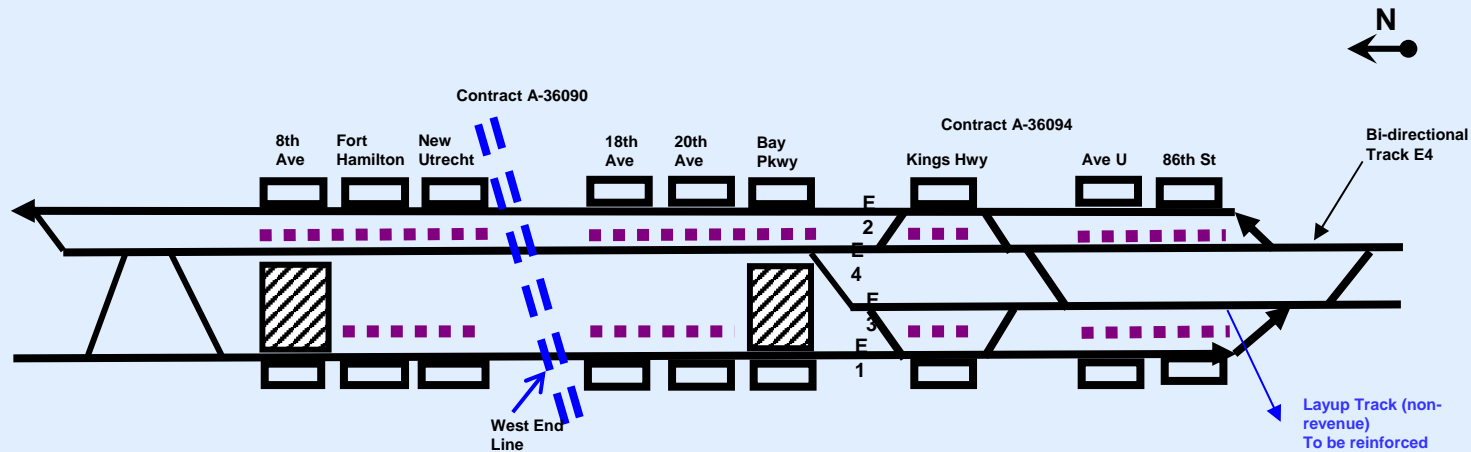 N
Contract A-36090
Contract A-36094
Bi-directional
Track E4
8th
Ave
Fort
Hamilton
New
Utrecht
18th
Ave
20th
Ave
Bay
Pkwy
Kings Hwy
Ave U
86th St
E
2
E
4
E
3
E
1
West End
Line
Layup Track (non-
revenue)
To be reinforced